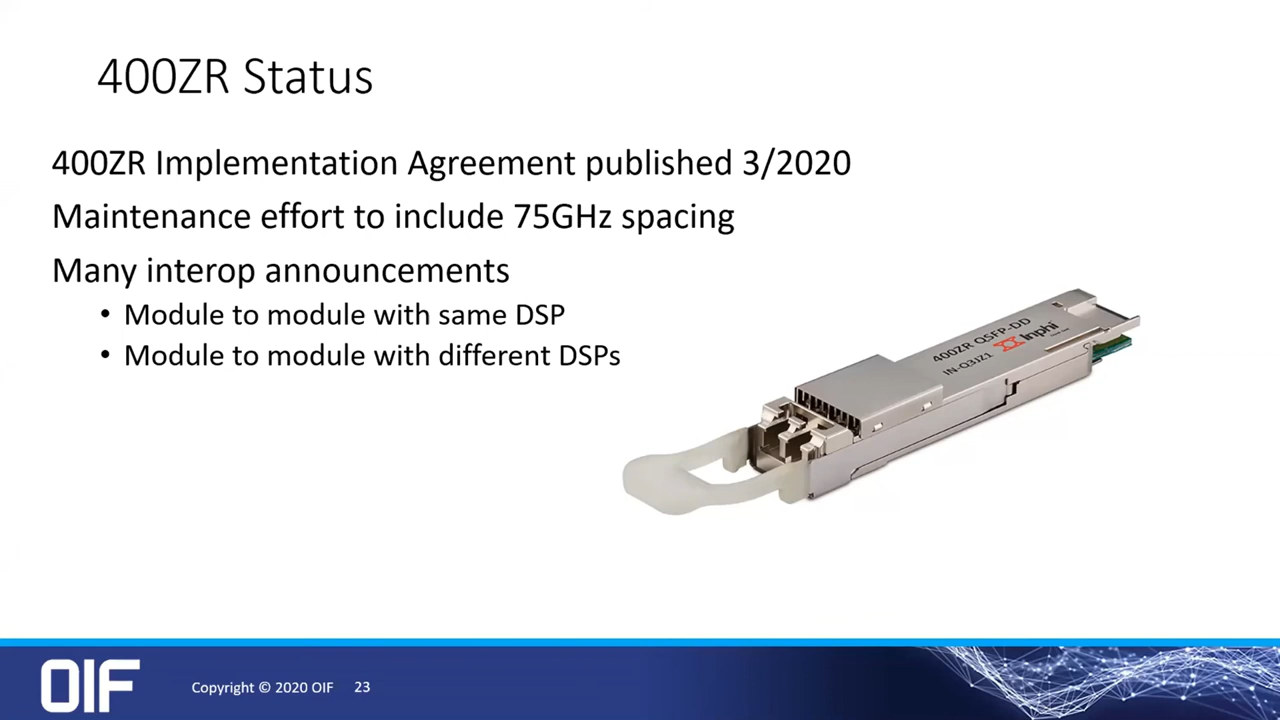 400ZR Status
400ZR Implementation Agreement published 3/2020
Maintenance effort to include 75GHz spacing
Many interop announcements
• Module to module with same DSP
• Module to module with different DSPs
400ZR QSFP-DD
IN-Q3JZ1
Inphi
OIF
Copyright © 2020 OIF 23